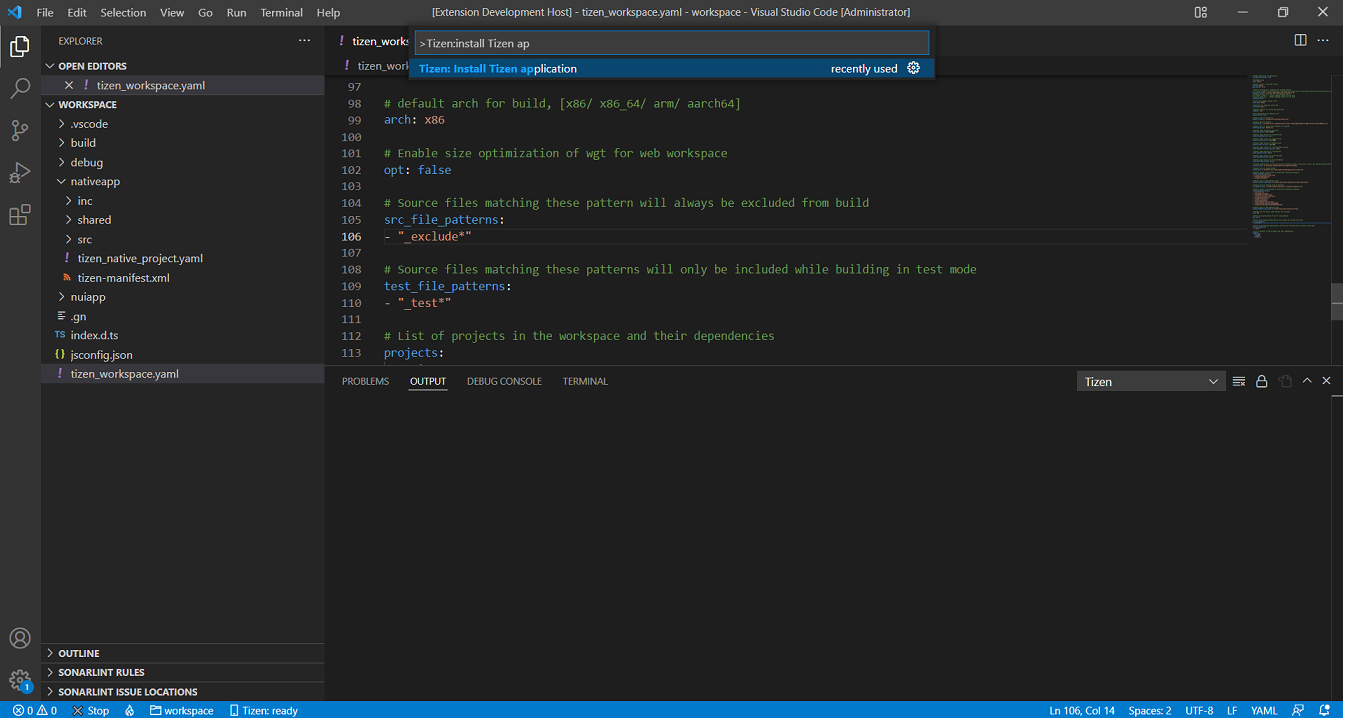 File Edit Selection View Go Run Terminal Help
[Extension Development Host] - tizen_workspace.yaml - workspace - Visual Studio Code [Administrator]
EXPLORER
OPEN EDITORS
! tizen_workspace.yaml
WORKSPACE
.vscode
build
debug
nativeapp
inc
shared
src
! tizen_native_project.yaml
tizen-manifest.xml
nuiapp
.gn
TS index.d.ts
{} jsconfig.json
! tizen_workspace.yaml
OUTLINE
SONARLINT RULES
SONARLINT ISSUE LOCATIONS
1
! tizen_works
>Tizen:install Tizen ap
! tizen_work
Tizen: Install Tizen application recently used
97
98 # default arch for build, [x86/ x86_64/ arm/ aarch64]
99 arch: x86
100
101 # Enable size optimization of wgt for web workspace
102 opt: false
103
104 # Source files matching these pattern will always be excluded from build
105 src_file_patterns:
106 - "_exclude*"
107
108 # Source files matching these patterns will only be included while building in test mode
109 test_file_patterns:
110 - "_test*"
111
112 # List of projects in the workspace and their dependencies
113 projects:
PROBLEMS OUTPUT DEBUG CONSOLE TERMINAL
Tizen
0 0 Stop workspace Tizen: ready
Ln 106, Col 14 Spaces: 2 UTF-8 LF YAML